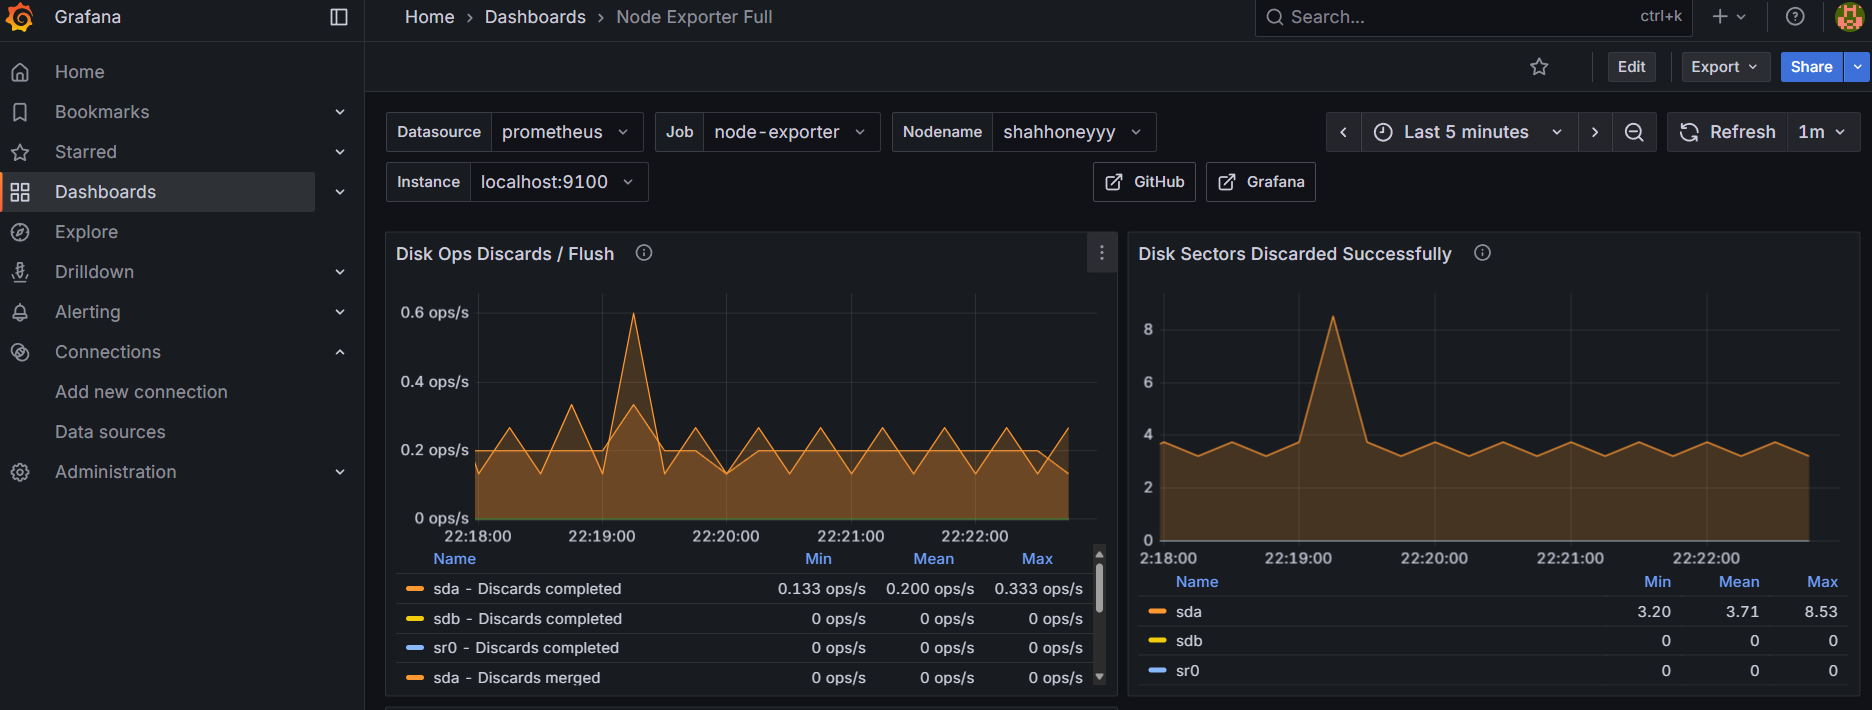 Grafana
Home › Dashboards › Node Exporter Full
Search...
ctrl+k
Edit
Export
Share
Home
Bookmarks
Starred
Dashboards
Explore
Drilldown
Alerting
Connections
Add new connection
Data sources
Administration
Datasource prometheus
Job node-exporter
Nodename shahhoneyyy
Last 5 minutes
Refresh 1m
Instance localhost:9100
GitHub
Grafana
Disk Ops Discards / Flush
0.6 ops/s
0.4 ops/s
0.2 ops/s
0 ops/s
22:18:00 22:19:00 22:20:00 22:21:00 22:22:00
Name Min Mean Max
sda - Discards completed 0.133 ops/s 0.200 ops/s 0.333 ops/s
sdb - Discards completed 0 ops/s 0 ops/s 0 ops/s
sr0 - Discards completed 0 ops/s 0 ops/s 0 ops/s
sda - Discards merged 0 ops/s 0 ops/s 0 ops/s
Disk Sectors Discarded Successfully
8
6
4
2
0
2:18:00 22:19:00 22:20:00 22:21:00 22:22:00
Name Min Mean Max
sda 3.20 3.71 8.53
sdb 0 0 0
sr0 0 0 0